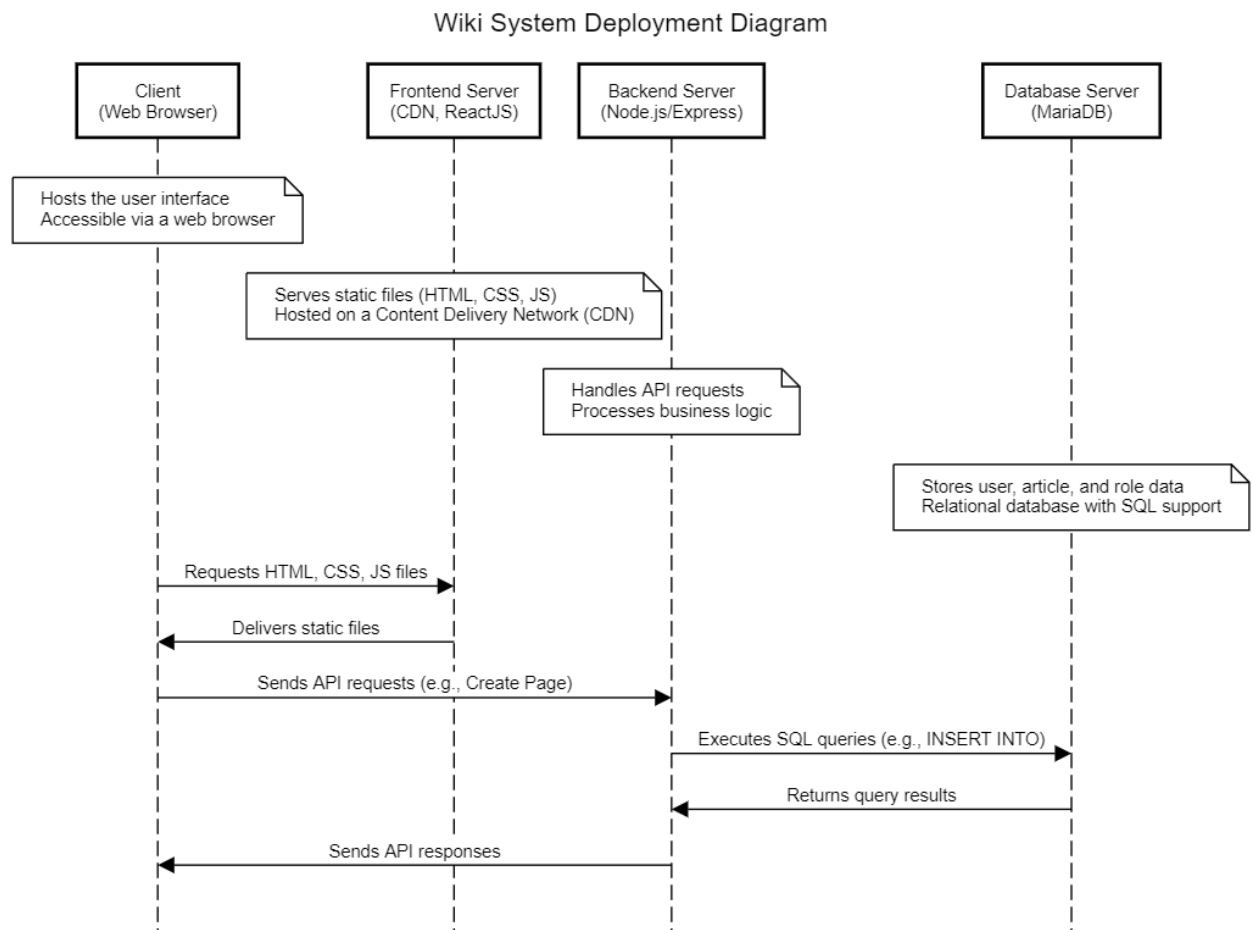 Wiki System Deployment Diagram
Client
(Web Browser)
Frontend Server
(CDN, ReactJS)
Backend Server
(Node.js/Express)
Database Server
(MariaDB)
Hosts the user interface
Accessible via a web browser
Serves static files (HTML, CSS, JS)
Hosted on a Content Delivery Network (CDN)
Handles API requests
Processes business logic
Stores user, article, and role data
Relational database with SQL support
Requests HTML, CSS, JS files
Delivers static files
Sends API requests (e.g., Create Page)
Executes SQL queries (e.g., INSERT INTO)
Returns query results
Sends API responses